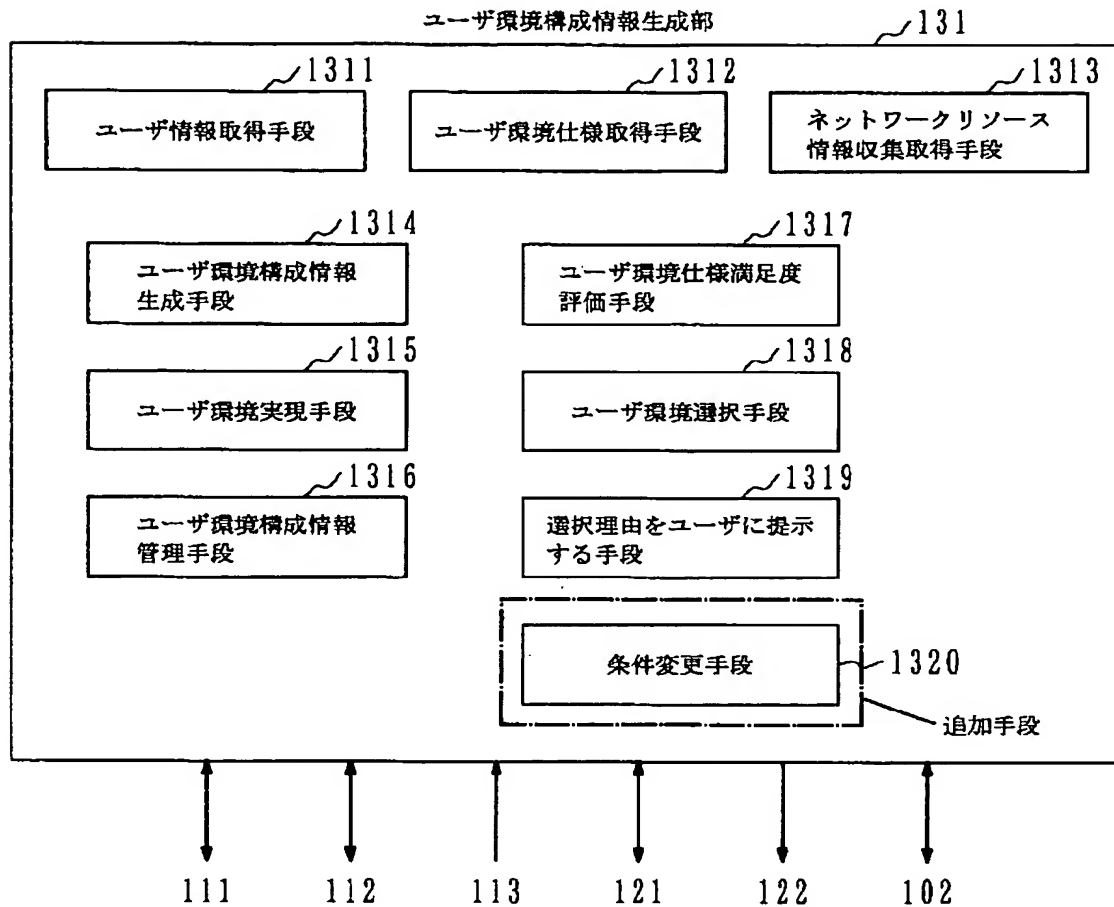 ユーザ環境構成情報生成部
131
1311
ユーザ情報取得手段
1312
ユーザ環境仕様取得手段
1313
ネットワークリソース
情報収集取得手段
1314
ユーザ環境構成情報
生成手段
1317
ユーザ環境仕様満足度
評価手段
1315
ユーザ環境実現手段
1318
ユーザ環境選択手段
1316
ユーザ環境構成情報
管理手段
1319
選択理由をユーザに提示
する手段
条件変更手段
1320
追加手段
111
112
113
121
122
102